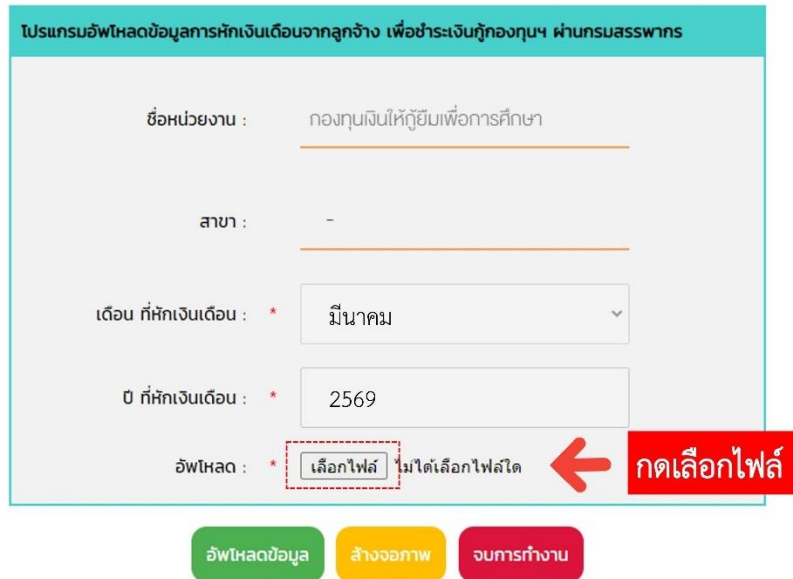 โปรแกรมอัพโหลดข้อมูลการหักเงินเดือนจากลูกจ้าง เพื่อชำระเงินกู้กองทุนฯ ผ่านกรมสรรพากร
ชื่อหน่วยงาน : กองทุนเงินให้กู้ยืมเพื่อการศึกษา
สาขา : -
เดือน ที่หักเงินเดือน : * มีนาคม
ปี ที่หักเงินเดือน : * 2569
อัพโหลด : * เลือกไฟล์ ไม่ได้เลือกไฟล์ใด กดเลือกไฟล์
อัพโหลดข้อมูล ล้างจอภาพ จบการทำงาน